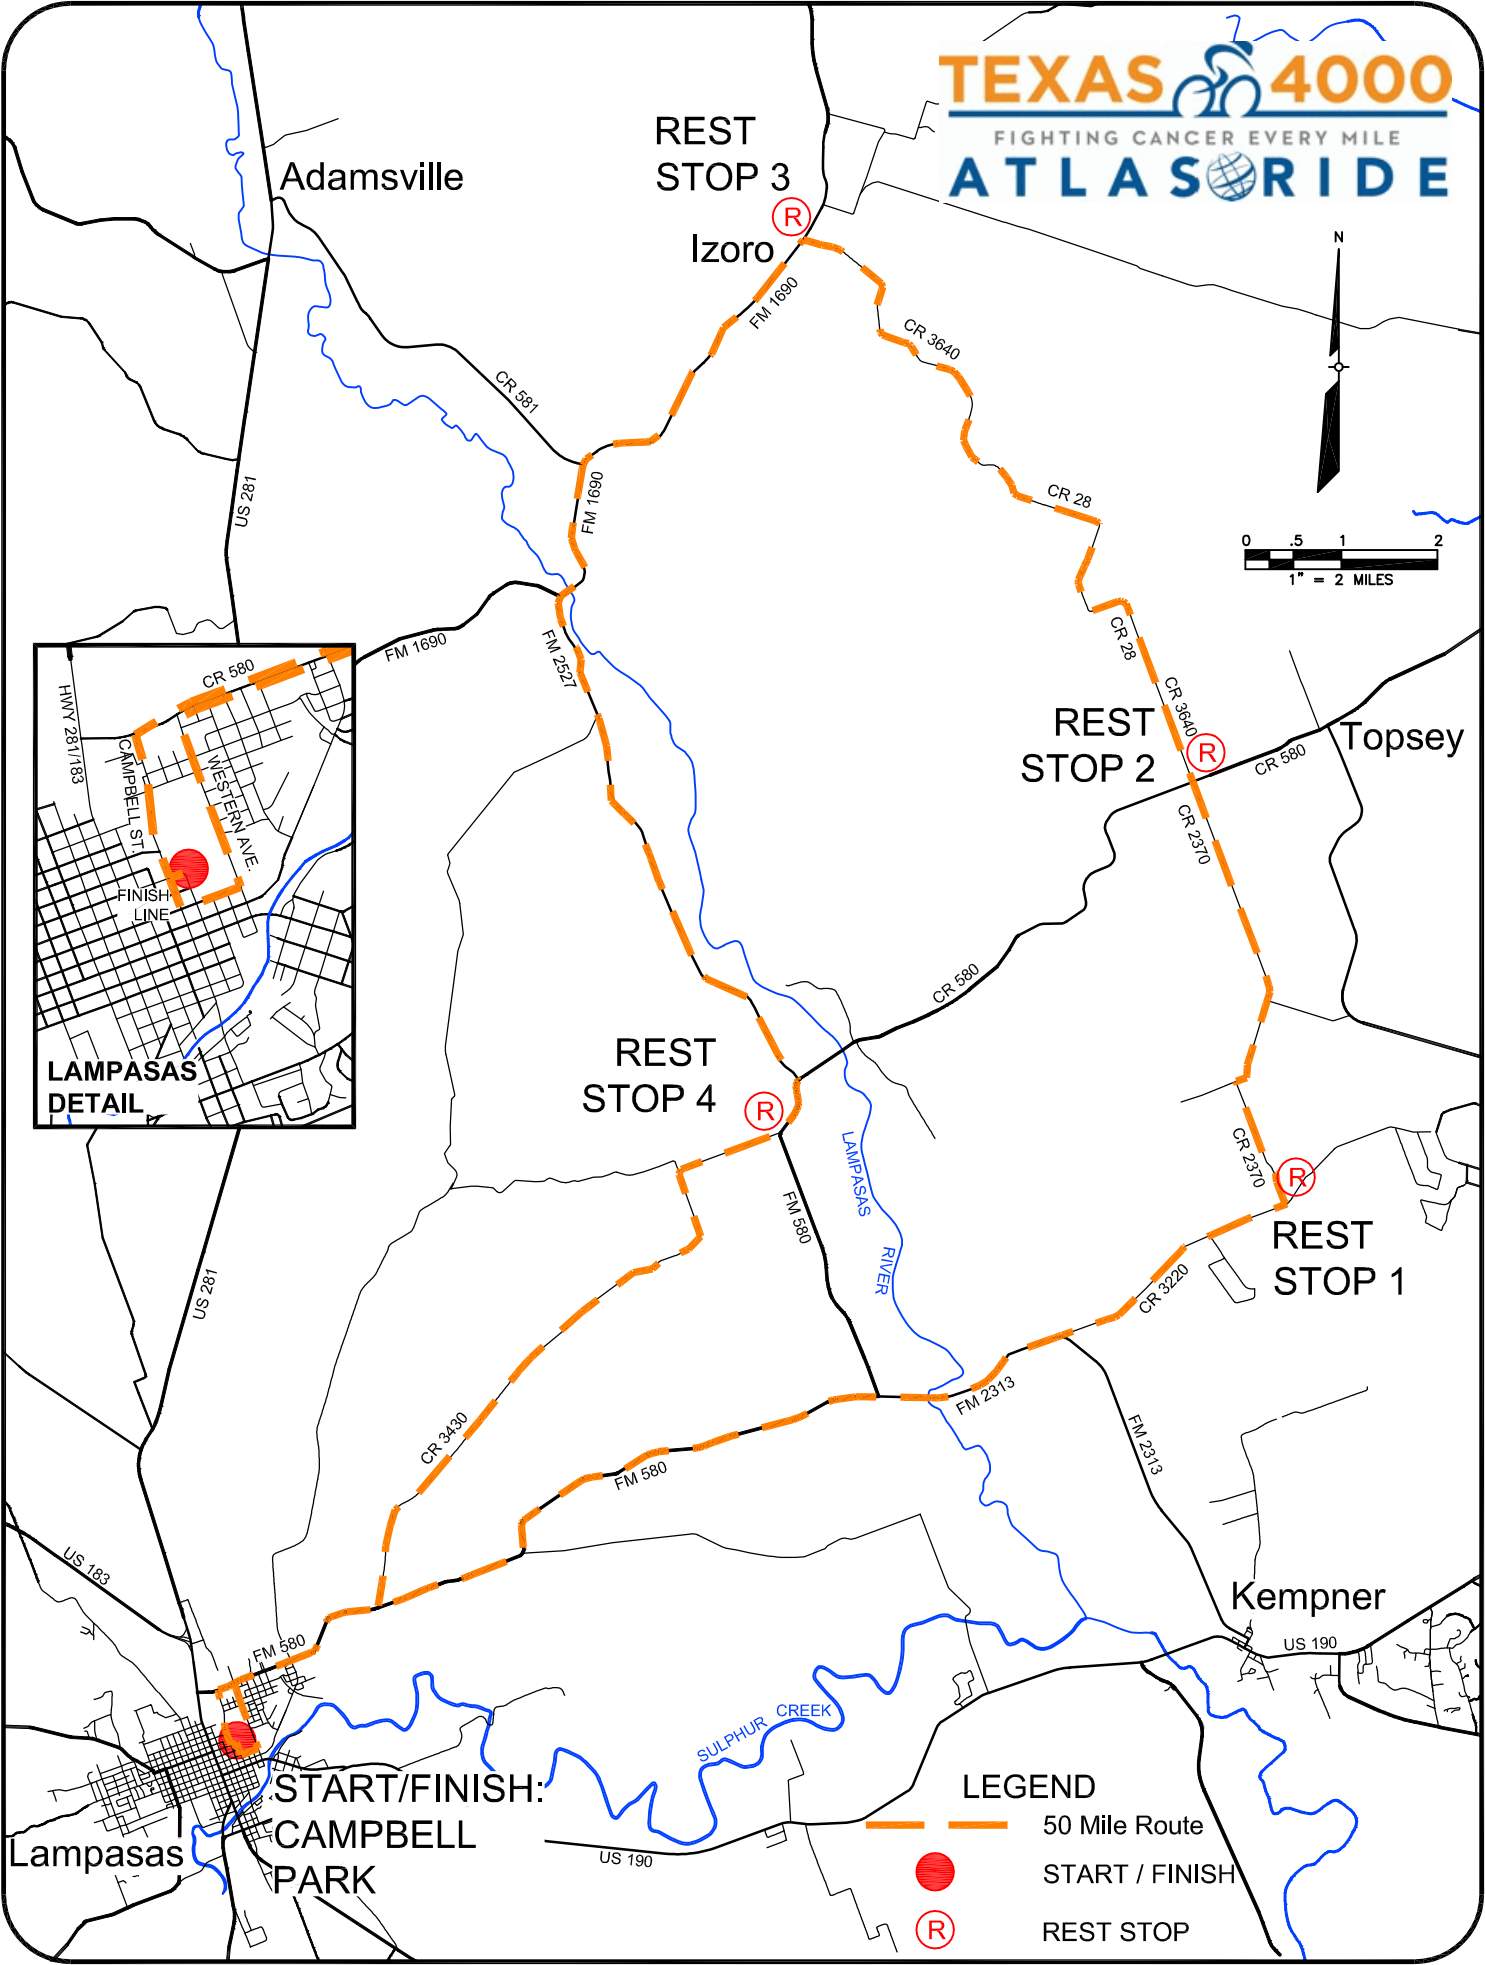 TEXAS 4000
FIGHTING CANCER EVERY MILE
ATLAS RIDE
REST
STOP 3
Adamsville
Izoro
N
FM 1690
CR 3640
CR 581
US 281
FM 1690
CR 28
0 .5 1 2
1" = 2 MILES
FM 1690
FM 2527
CR 28
CR 3640
REST
STOP 2
Topsey
CR 580
CR 2370
CR 580
HWY 281/183
CR 580
CAMPBELL ST.
WESTERN AVE.
FINISH
LINE
LAMPASAS
DETAIL
REST
STOP 4
LAMPASAS
RIVER
CR 2370
FM 580
REST
STOP 1
CR 3220
US 281
FM 2313
CR 3430
FM 2313
FM 580
US 183
Kempner
US 190
FM 580
SULPHUR CREEK
START/FINISH:
CAMPBELL
PARK
Lampasas
US 190
LEGEND
50 Mile Route
START / FINISH
R REST STOP
R
R
R
R